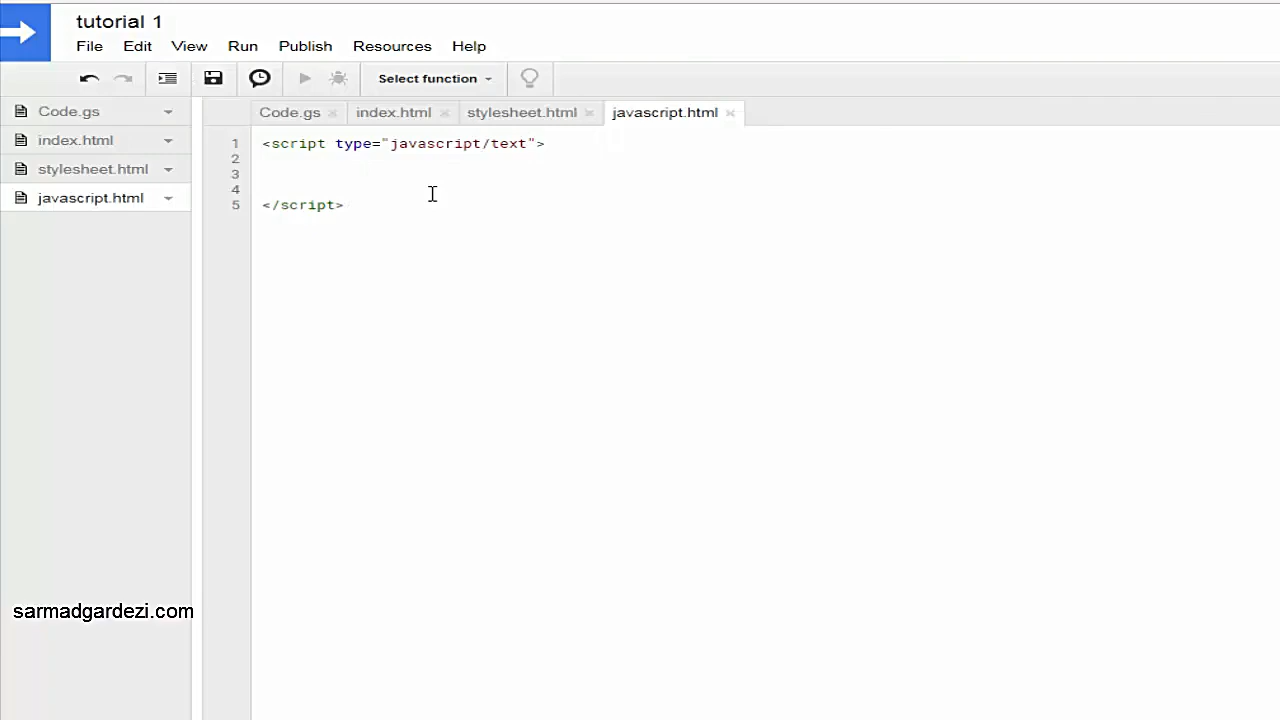 tutorial 1
File Edit View Run Publish Resources Help
Select function
Code.gs
index.html
stylesheet.html
javascript.html
Code.gs index.html stylesheet.html javascript.html
1 <script type="javascript/text">
2
3
4
5 </script>
sarmadgardezi.com